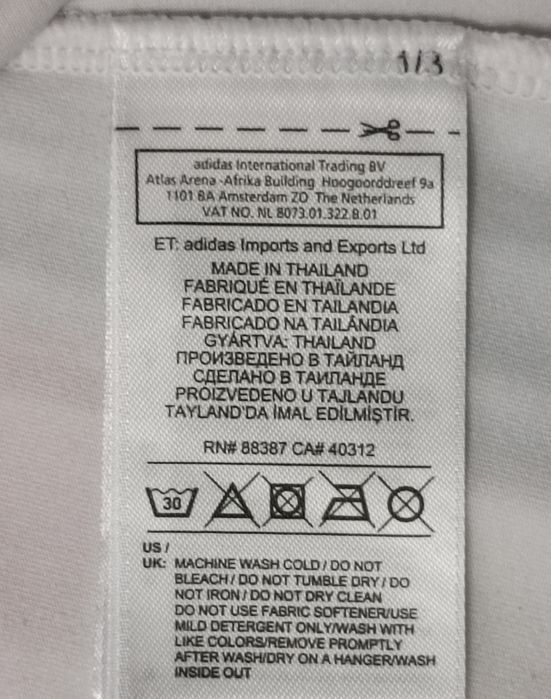 1/3
adidas International Trading BV
Atlas Arena -Afrika Building Hoogoorddreef 9a
1101 BA Amsterdam ZO The Netherlands
VAT NO. NL 8073.01.322.B.01
ET: adidas Imports and Exports Ltd
MADE IN THAILAND
FABRIQUÉ EN THAÏLANDE
FABRICADO EN TAILANDIA
FABRICADO NA TAILÂNDIA
GYÁRTVA: THAILAND
ПРОИЗВЕДЕНО В ТАЙЛАНД
СДЕЛАНО В ТАИЛАНДЕ
PROIZVEDENO U TAJLANDU
TAYLAND'DA İMAL EDİLMİŞTİR.
RN# 88387 CA# 40312
30
US /
UK: MACHINE WASH COLD / DO NOT
BLEACH / DO NOT TUMBLE DRY / DO
NOT IRON / DO NOT DRY CLEAN
DO NOT USE FABRIC SOFTENER/USE
MILD DETERGENT ONLY/WASH WITH
LIKE COLORS/REMOVE PROMPTLY
AFTER WASH/DRY ON A HANGER/WASH
INSIDE OUT